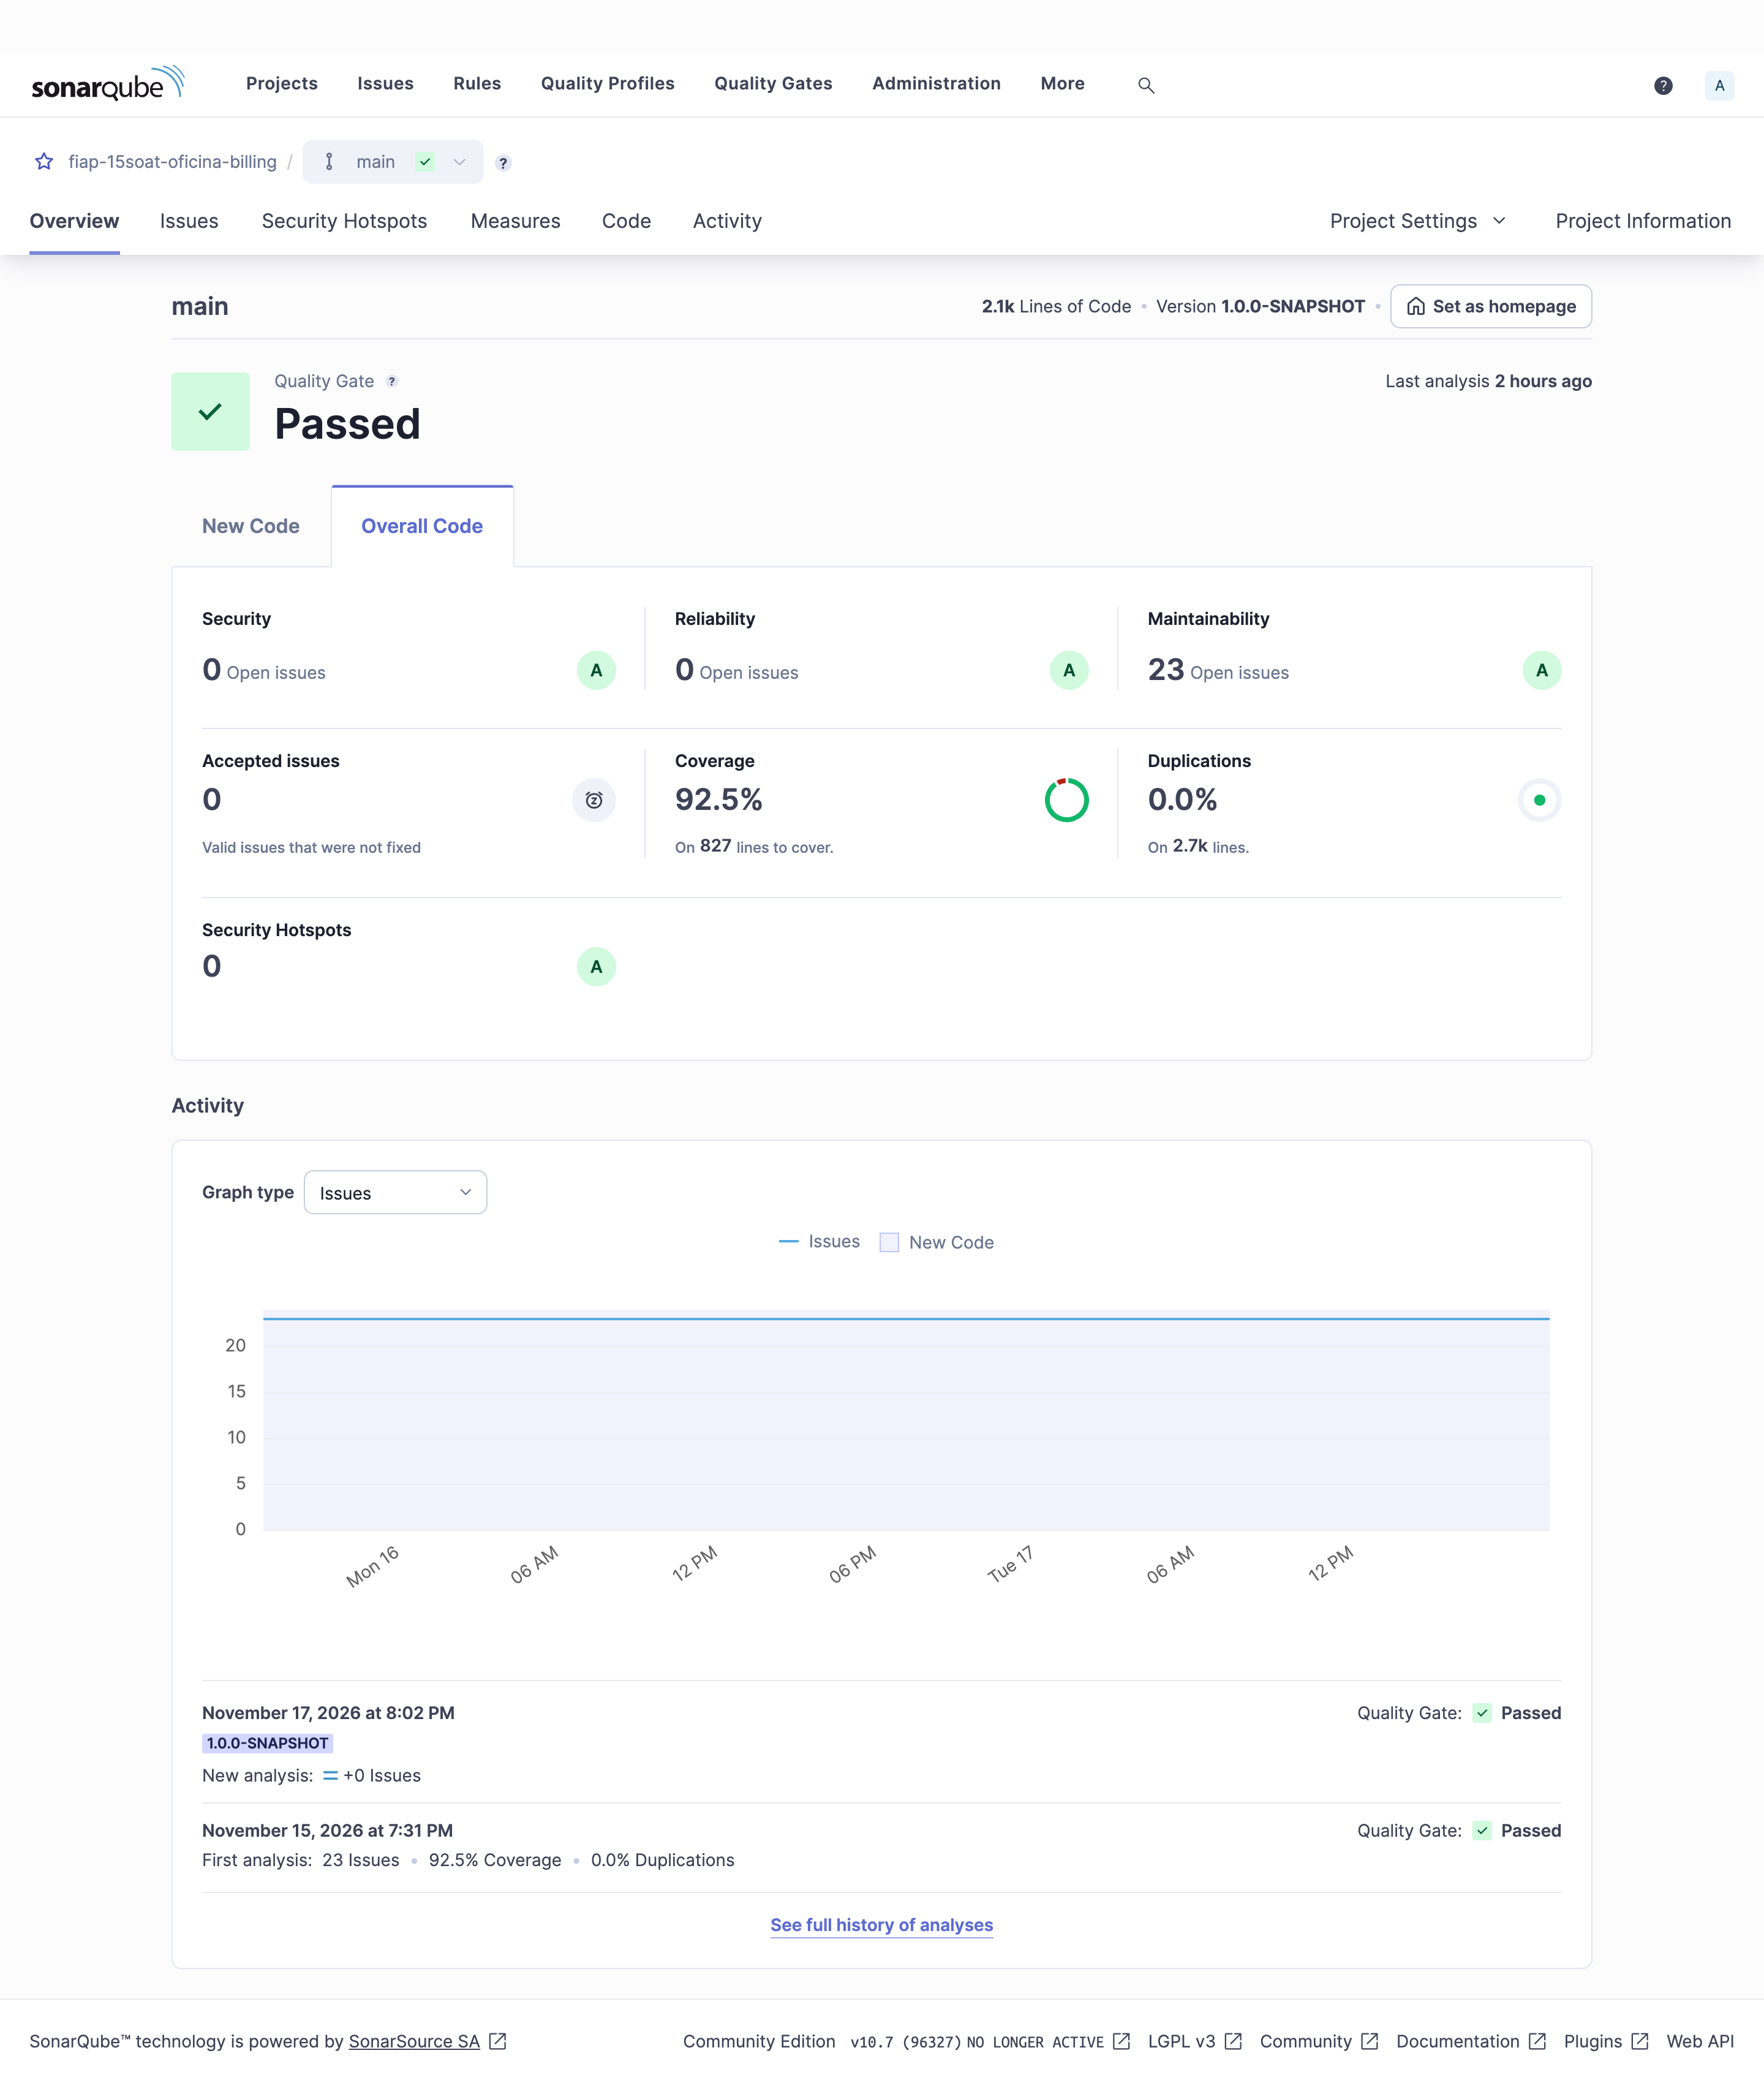 sonarqube Projects Issues Rules Quality Profiles Quality Gates Administration More ? A
fiap-15soat-oficina-billing / main ?
Overview Issues Security Hotspots Measures Code Activity Project Settings Project Information
main 2.1k Lines of Code • Version 1.0.0-SNAPSHOT • Set as homepage
Quality Gate ? Last analysis 2 hours ago
Passed
New Code Overall Code
Security Reliability Maintainability
0 Open issues A 0 Open issues A 23 Open issues A
Accepted issues Coverage Duplications
0 92.5% 0.0%
Valid issues that were not fixed On 827 lines to cover. On 2.7k lines.
Security Hotspots
0 A
Activity
Graph type Issues
Issues New Code
20
15
10
5
0
Mon 16 06 AM 12 PM 06 PM Tue 17 06 AM 12 PM
November 17, 2026 at 8:02 PM Quality Gate: Passed
1.0.0-SNAPSHOT
New analysis: = +0 Issues
November 15, 2026 at 7:31 PM Quality Gate: Passed
First analysis: 23 Issues • 92.5% Coverage • 0.0% Duplications
See full history of analyses
SonarQube™ technology is powered by SonarSource SA Community Edition v10.7 (96327) NO LONGER ACTIVE LGPL v3 Community Documentation Plugins Web API